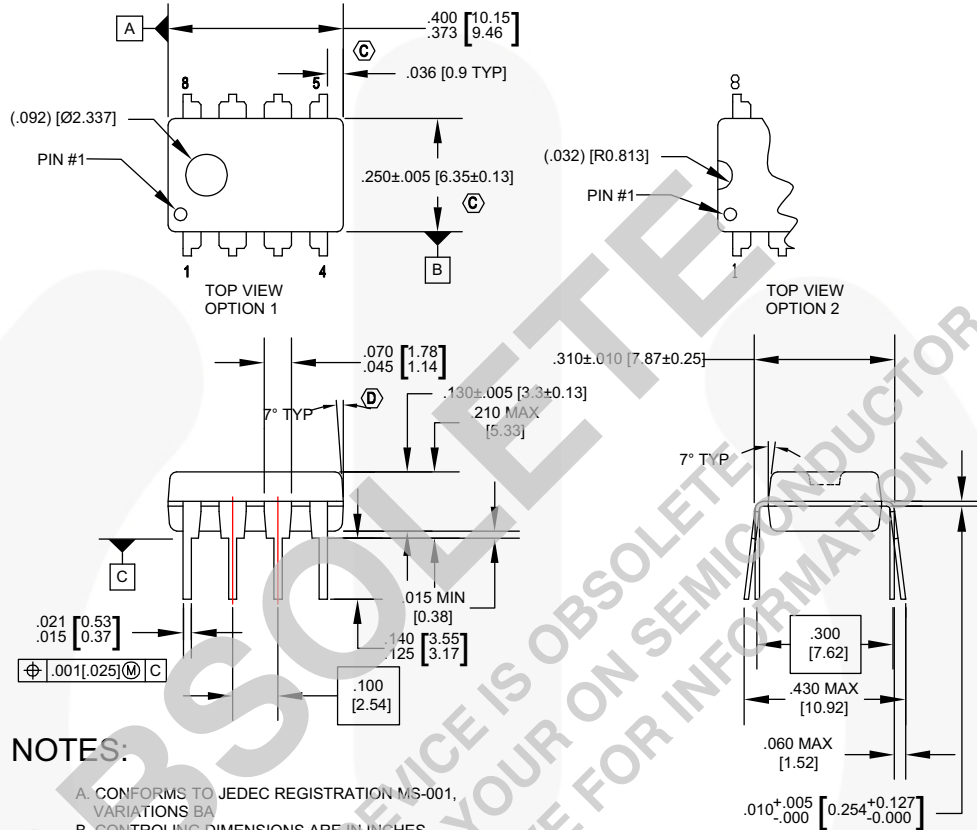 A
.400 [10.15]
.373 [9.46]
C
.036 [0.9 TYP]
8 5
(.092) [Ø2.337]
PIN #1
.250±.005 [6.35±0.13]
C
B
1 4
TOP VIEW
OPTION 1
8
(.032) [R0.813]
PIN #1
1
TOP VIEW
OPTION 2
.070 [1.78]
.045 [1.14]
7° TYP
D
.130±.005 [3.3±0.13]
.210 MAX
[5.33]
C
.021 [0.53]
.015 [0.37]
⌖ .001[.025]Ⓜ C
.015 MIN
[0.38]
.140 [3.55]
.125 [3.17]
.100
[2.54]
.310±.010 [7.87±0.25]
7° TYP
.300
[7.62]
.430 MAX
[10.92]
.060 MAX
[1.52]
.010+.005 -.000 [0.254+0.127 -0.000]
NOTES:
A. CONFORMS TO JEDEC REGISTRATION MS-001,
VARIATIONS BA
B. CONTROLING DIMENSIONS ARE IN INCHES
BSOLETE
EVICE IS OBSOLETE
YOUR ON SEMICONDUCTOR
E FOR INFORMATION